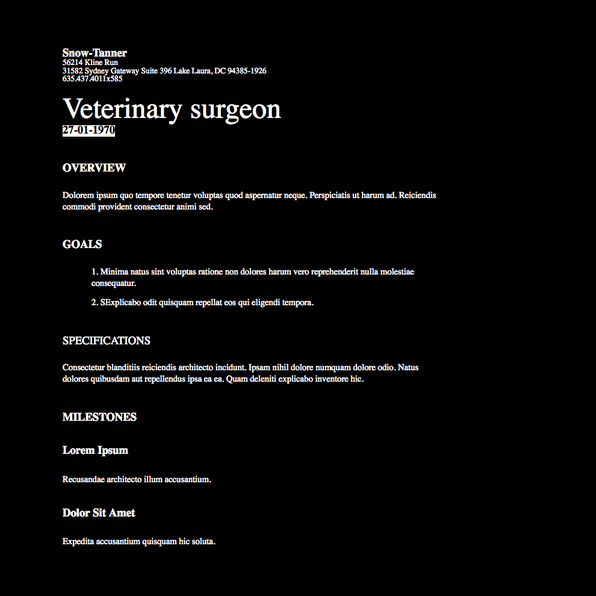 Snow-Tanner
56214 Kline Run
31582 Sydney Gateway Suite 396 Lake Laura, DC 94385-1926
635.437.4011x585
Veterinary surgeon
27-01-1970
OVERVIEW
Dolorem ipsum quo tempore tenetur voluptas quod aspernatur neque. Perspiciatis ut harum ad. Reiciendis
commodi provident consectetur animi sed.
GOALS
1. Minima natus sint voluptas ratione non dolores harum vero reprehenderit nulla molestiae
consequatur.
2. SExplicabo odit quisquam repellat eos qui eligendi tempora.
SPECIFICATIONS
Consectetur blanditiis reiciendis architecto incidunt. Ipsam nihil dolore numquam dolore odio. Natus
dolores quibusdam aut repellendus ipsa ea ea. Quam deleniti explicabo inventore hic.
MILESTONES
Lorem Ipsum
Recusandae architecto illum accusantium.
Dolor Sit Amet
Expedita accusantium quisquam hic soluta.